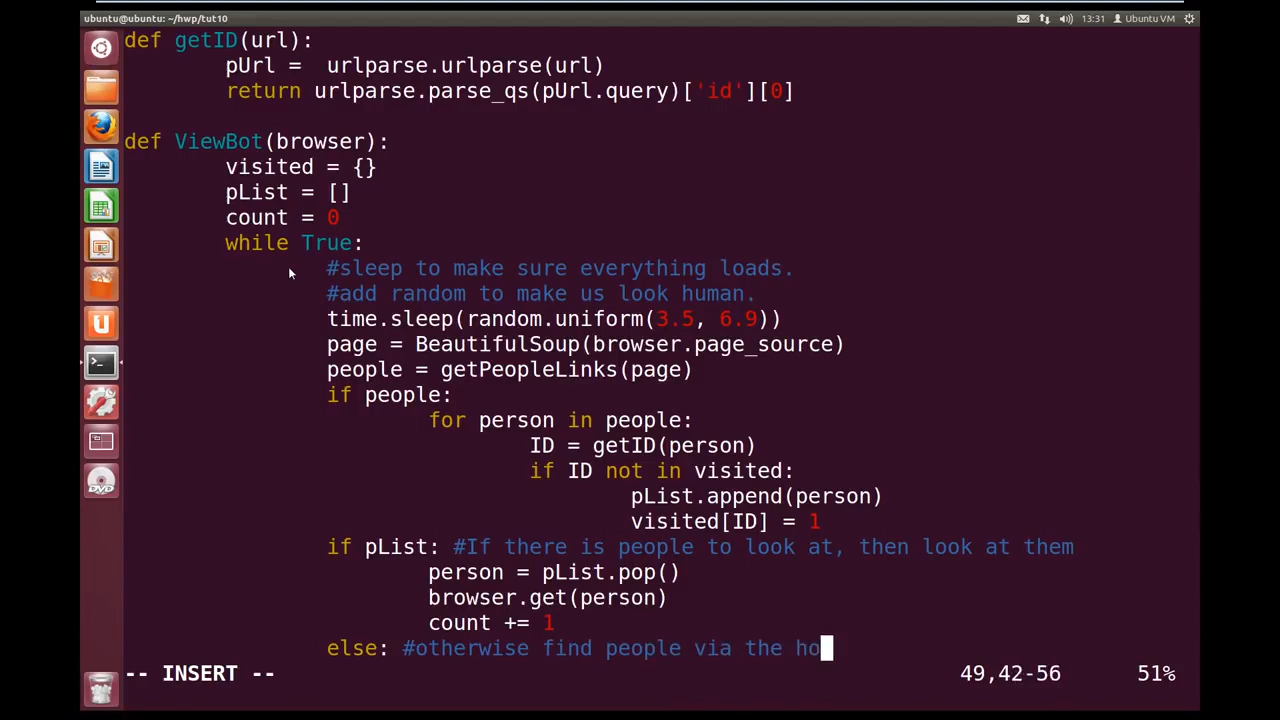 ubuntu@ubuntu: ~/hwp/tut10
13:31
Ubuntu VM
def getID(url):
pUrl =  urlparse.urlparse(url)
return urlparse.parse_qs(pUrl.query)['id'][0]
def ViewBot(browser):
visited = {}
pList = []
count = 0
while True:
#sleep to make sure everything loads.
#add random to make us look human.
time.sleep(random.uniform(3.5, 6.9))
page = BeautifulSoup(browser.page_source)
people = getPeopleLinks(page)
if people:
for person in people:
ID = getID(person)
if ID not in visited:
pList.append(person)
visited[ID] = 1
if pList: #If there is people to look at, then look at them
person = pList.pop()
browser.get(person)
count += 1
else: #otherwise find people via the ho
-- INSERT --
49,42-56
51%